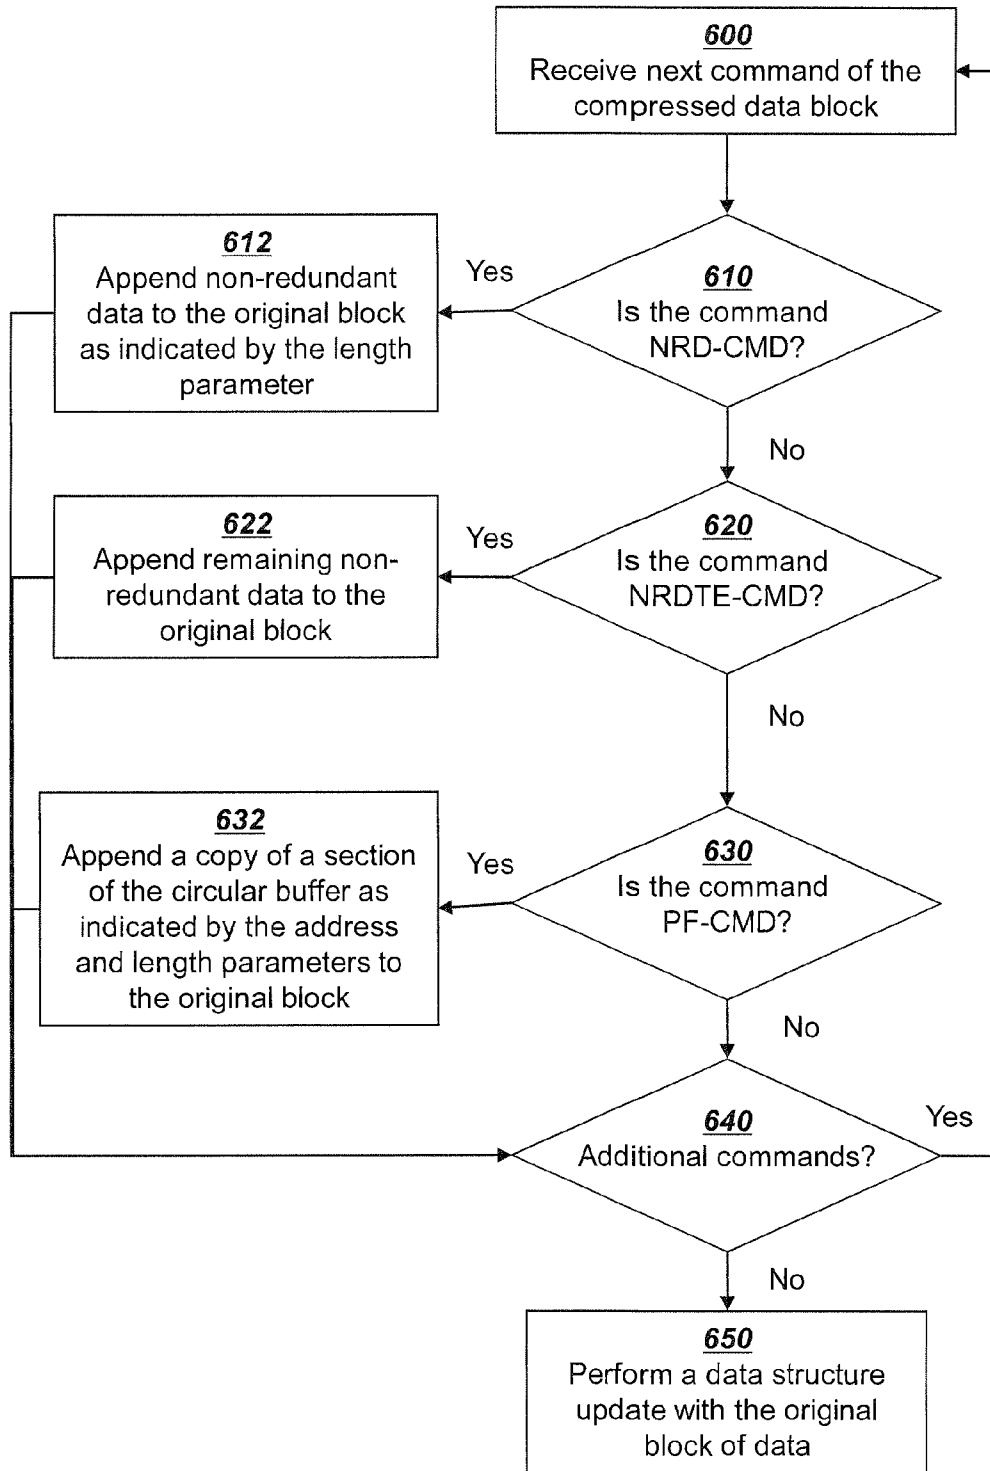 600
Receive next command of the
compressed data block
612
Append non-redundant
data to the original block
as indicated by the length
parameter
Yes
610
Is the command
NRD-CMD?
No
622
Append remaining non-
redundant data to the
original block
Yes
620
Is the command
NRDTE-CMD?
No
632
Append a copy of a section
of the circular buffer as
indicated by the address
and length parameters to
the original block
Yes
630
Is the command
PF-CMD?
No
640
Additional commands?
Yes
No
650
Perform a data structure
update with the original
block of data